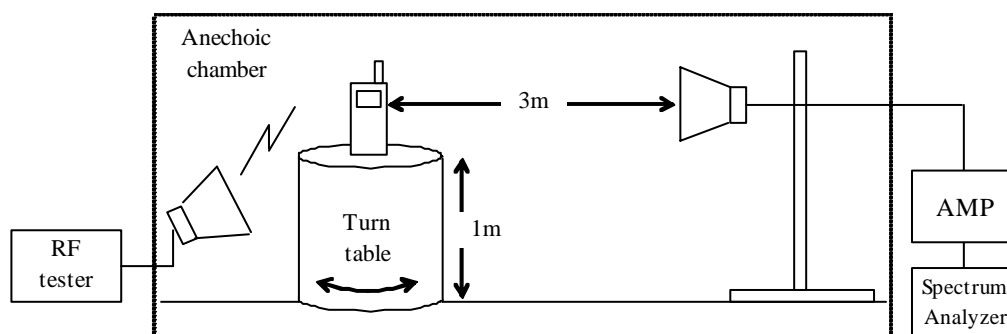 Anechoic
chamber
3m
Turn
table
1m
RF
tester
AMP
Spectrum
Analyzer